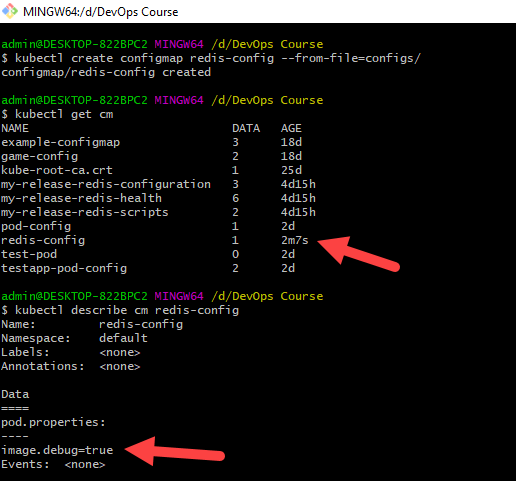 MINGW64:/d/DevOps Course
admin@DESKTOP-822BPC2 MINGW64 /d/DevOps Course
$ kubectl create configmap redis-config --from-file=configs/
configmap/redis-config created
admin@DESKTOP-822BPC2 MINGW64 /d/DevOps Course
$ kubectl get cm
NAME DATA AGE
example-configmap 3 18d
game-config 2 18d
kube-root-ca.crt 1 25d
my-release-redis-configuration 3 4d15h
my-release-redis-health 6 4d15h
my-release-redis-scripts 2 4d15h
pod-config 1 2d
redis-config 1 2m7s
test-pod 0 2d
testapp-pod-config 2 2d
admin@DESKTOP-822BPC2 MINGW64 /d/DevOps Course
$ kubectl describe cm redis-config
Name: redis-config
Namespace: default
Labels: <none>
Annotations: <none>
Data
====
pod.properties:
----
image.debug=true
Events: <none>